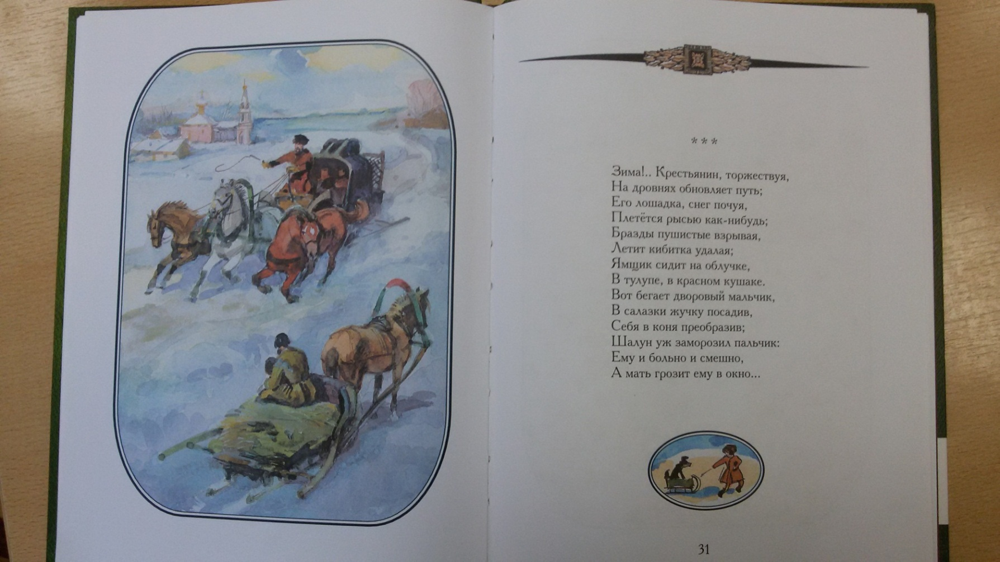 * * *
Зима!.. Крестьянин, торжествуя,
На дровнях обновляет путь;
Его лошадка, снег почуя,
Плетётся рысью как-нибудь;
Бразды пушистые взрывая,
Летит кибитка удалая;
Ямщик сидит на облучке,
В тулупе, в красном кушаке.
Вот бегает дворовый мальчик,
В салазки жучку посадив,
Себя в коня преобразив;
Шалун уж заморозил пальчик:
Ему и больно и смешно,
А мать грозит ему в окно...
31